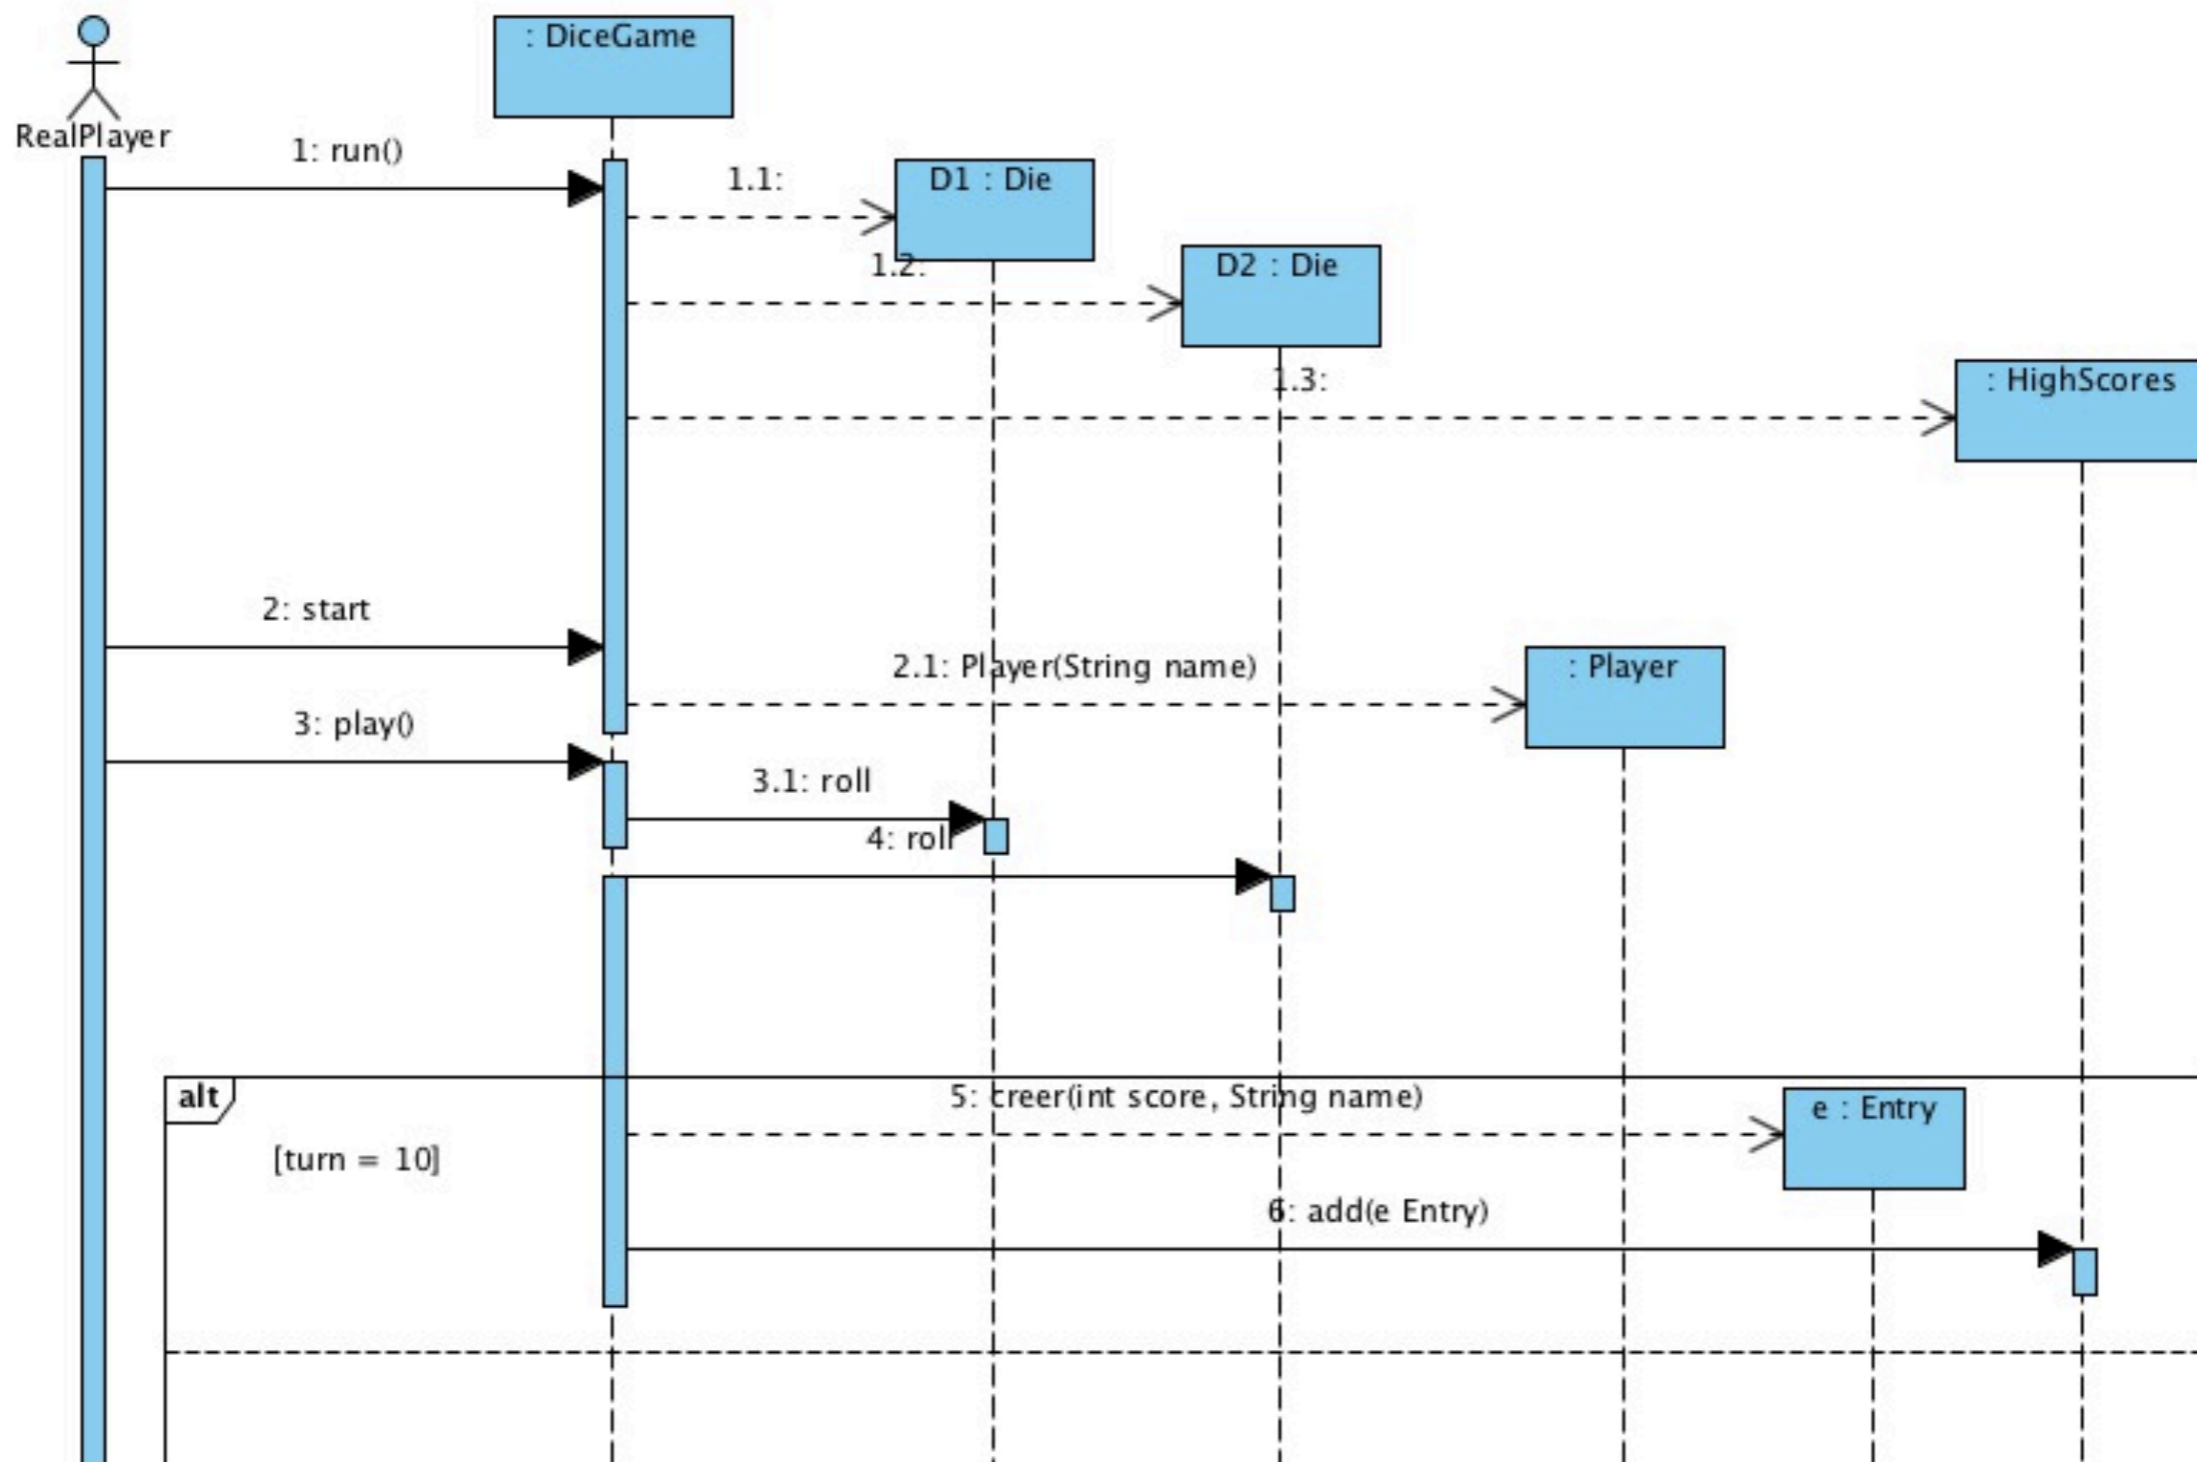 : DiceGame
RealPlayer
1: run()
1.1:
D1 : Die
1.2:
D2 : Die
1.3:
: HighScores
2: start
2.1: Player(String name)
: Player
3: play()
3.1: roll
4: roll
alt
5: creer(int score, String name)
e : Entry
[turn = 10]
6: add(e Entry)